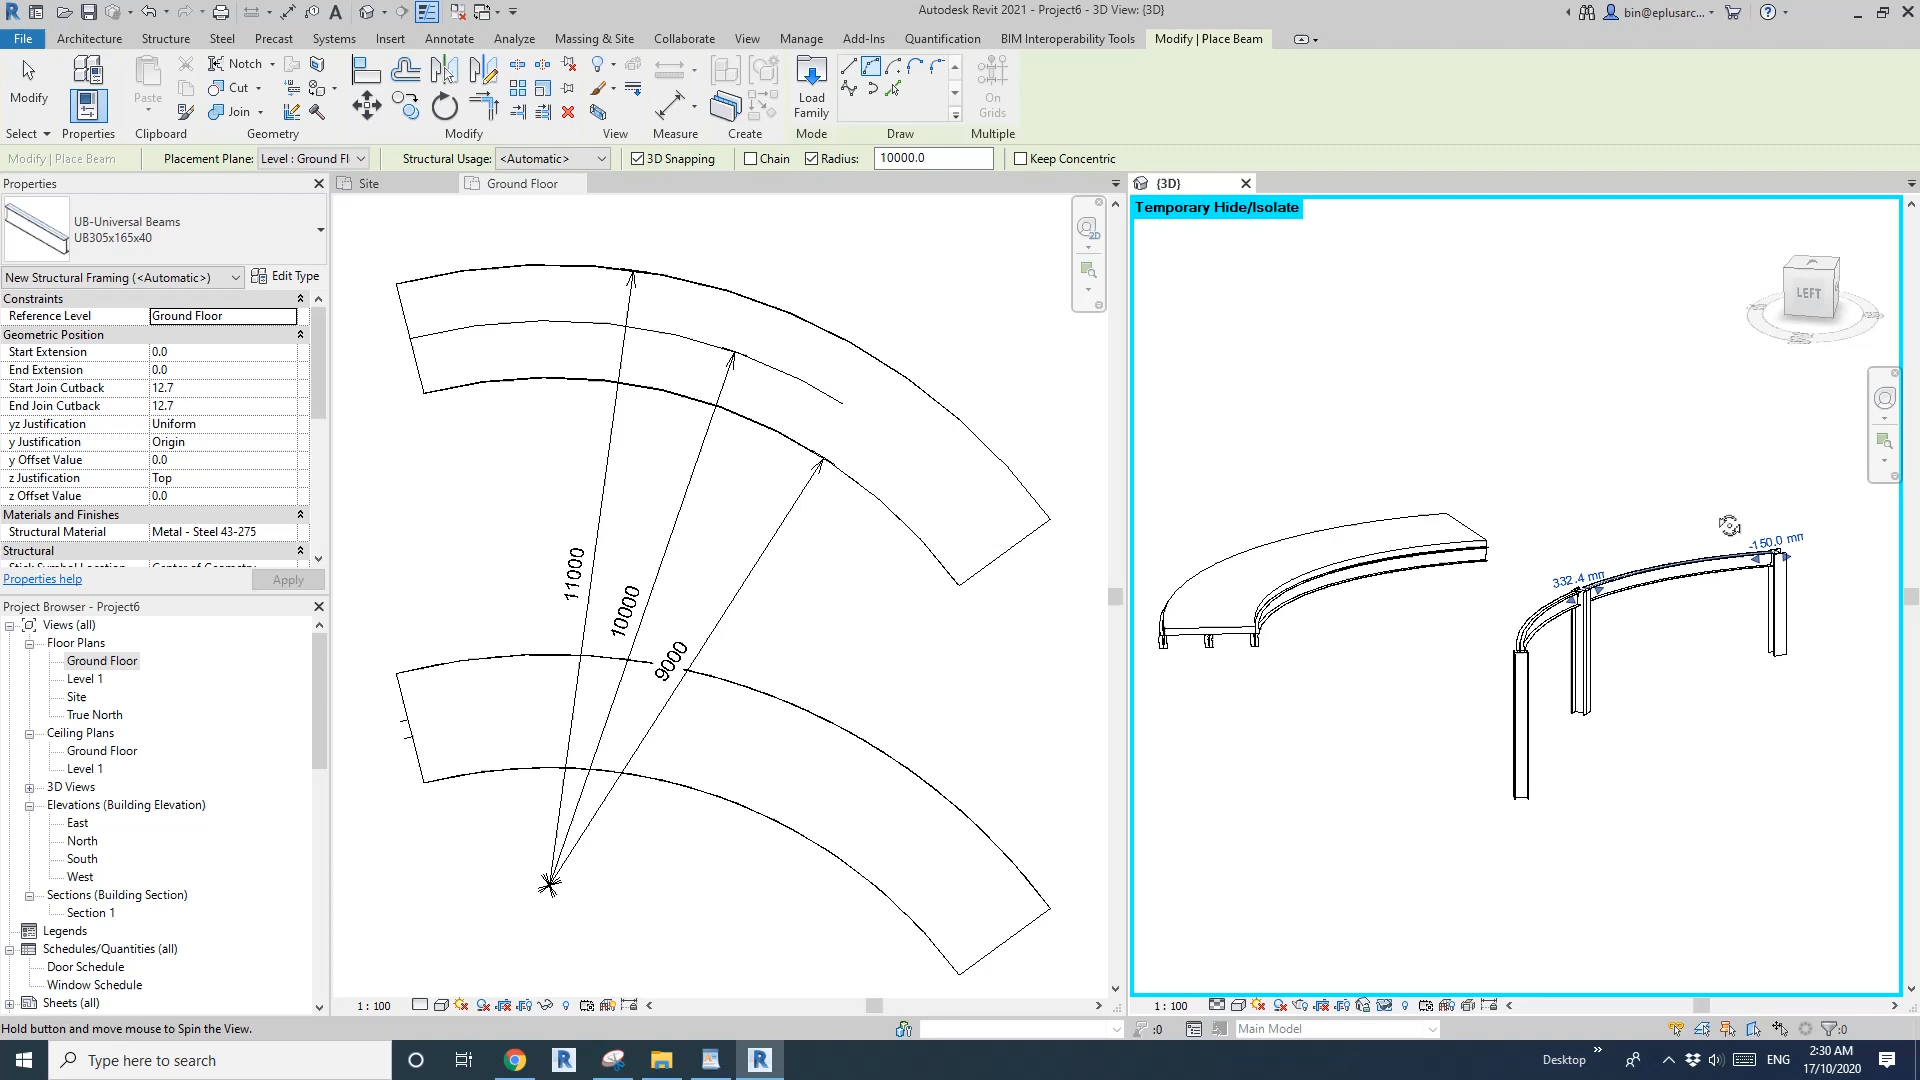 Autodesk Revit 2021 - Project6 - 3D View: {3D}
bin@eplusarc...
File Architecture Structure Steel Precast Systems Insert Annotate Analyze Massing & Site Collaborate View Manage Add-Ins Quantification BIM Interoperability Tools Modify | Place Beam
Notch
Cut
Join
Modify
Paste
Load
Family
On
Grids
Select Properties Clipboard Geometry Modify View Measure Create Mode Draw Multiple
Modify | Place Beam Placement Plane: Level : Ground Fl Structural Usage: <Automatic> 3D Snapping Chain Radius: 10000.0 Keep Concentric
Properties
Site
Ground Floor
{3D}
Temporary Hide/Isolate
2D
UB-Universal Beams
UB305x165x40
New Structural Framing (<Automatic>) Edit Type
Constraints
Reference Level Ground Floor
Geometric Position
Start Extension 0.0
End Extension 0.0
Start Join Cutback 12.7
End Join Cutback 12.7
yz Justification Uniform
y Justification Origin
y Offset Value 0.0
z Justification Top
z Offset Value 0.0
Materials and Finishes
Structural Material Metal - Steel 43-275
Structural
Properties help Apply
Project Browser - Project6
Views (all)
Floor Plans
Ground Floor
Level 1
Site
True North
Ceiling Plans
Ground Floor
Level 1
3D Views
Elevations (Building Elevation)
East
North
South
West
Sections (Building Section)
Section 1
Legends
Schedules/Quantities (all)
Door Schedule
Window Schedule
Sheets (all)
11000
10000
9000
LEFT
-150.0 mm
332.4 mm
1 : 100
1 : 100
Hold button and move mouse to Spin the View.
:0
Main Model
:0
Type here to search
Desktop
ENG
2:30 AM
17/10/2020